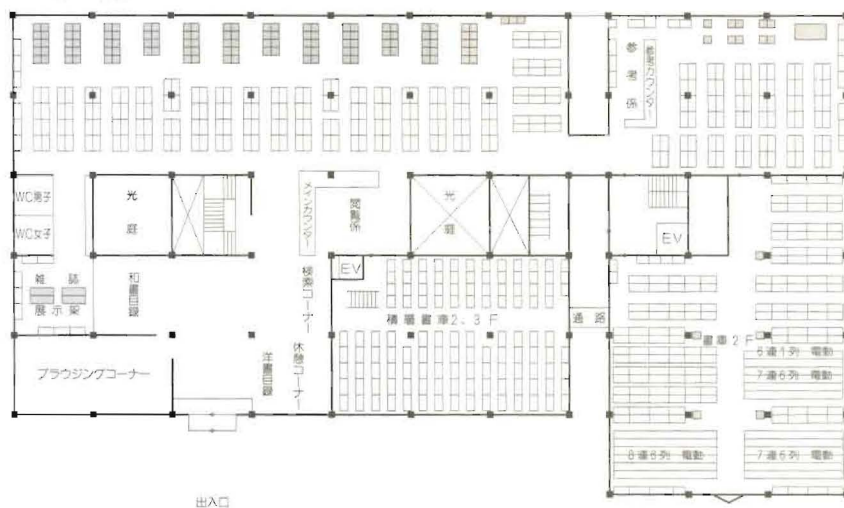 参考係
参考カウンター
WC男子
WC女子
光庭
メインカウンター
閲覧係
光庭
EV
EV
雑誌
展示架
和書目録
検索コーナー
積層書庫2、3F
通路
書庫2F
6連1列 電動
7連6列 電動
ブラウジングコーナー
洋書目録
休憩コーナー
8連8列 電動
7連6列 電動
出入口